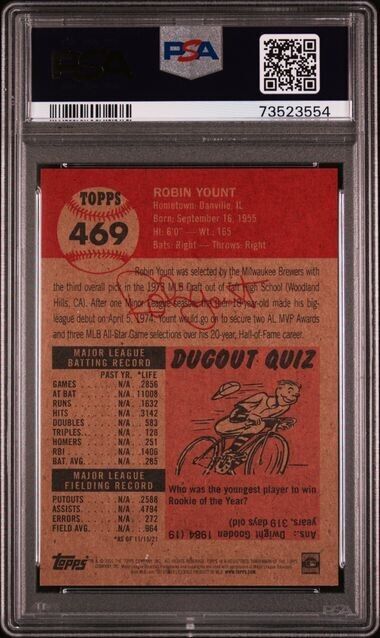 PSA
PSA
73523554
TOPPS
469
ROBIN YOUNT
Hometown: Danville, IL
Born: September 16, 1955
Ht: 6'0" — Wt: 165
Bats: Right — Throws: Right
Robin Yount was selected by the Milwaukee Brewers with
the third overall pick in the 1973 MLB Draft out of Taft High School (Woodland
Hills, CA). After one Minor League season, the then 18-year-old made his big-
league debut on April 5, 1974. Yount would go on to secure two AL MVP Awards
and three MLB All-Star Game selections over his 20-year, Hall-of-Fame career.
MAJOR LEAGUE
BATTING RECORD
PAST YR. *LIFE
GAMES N/A 2856
AT BAT N/A 11008
RUNS N/A 1632
HITS N/A 3142
DOUBLES N/A 583
TRIPLES N/A 126
HOMERS N/A 251
RBI N/A 1406
BAT. AVG. N/A .285
MAJOR LEAGUE
FIELDING RECORD
PUTOUTS N/A 2588
ASSISTS N/A 4794
ERRORS N/A 272
FIELD AVG. N/A .964
*AS OF 11/15/21
DUGOUT QUIZ
Who was the youngest player to win
Rookie of the Year?
Ans: Dwight Gooden 1984 (19
years, 319 days old)
Topps